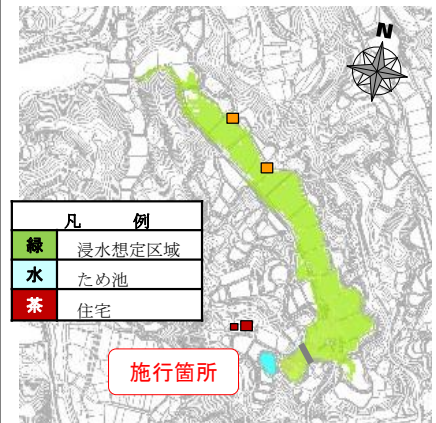 N
凡 例
緑 浸水想定区域
水 ため池
茶 住宅
施行箇所